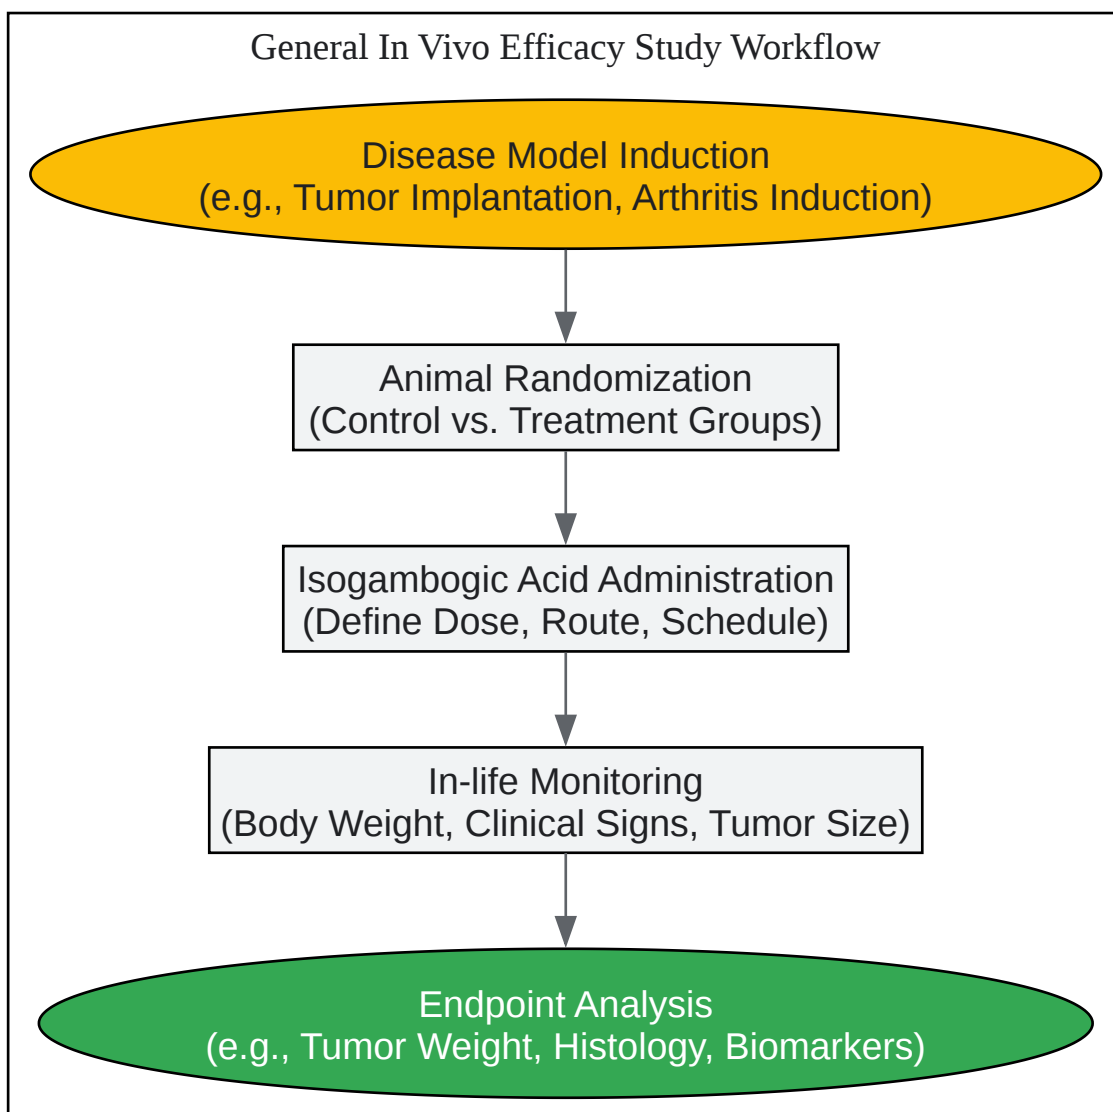 General In Vivo Efficacy Study Workflow
Disease Model Induction
(e.g., Tumor Implantation, Arthritis Induction)
Animal Randomization
(Control vs. Treatment Groups)
Isogambogic Acid Administration
(Define Dose, Route, Schedule)
In-life Monitoring
(Body Weight, Clinical Signs, Tumor Size)
Endpoint Analysis
(e.g., Tumor Weight, Histology, Biomarkers)